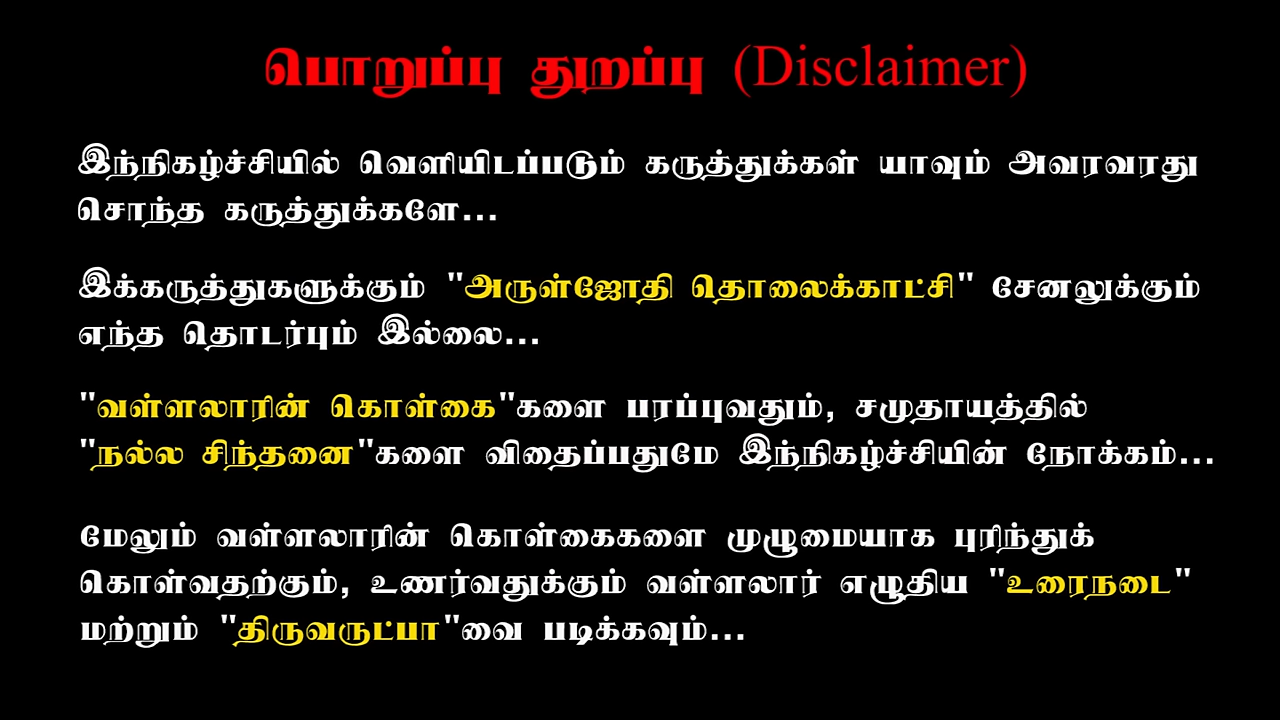 பொறுப்பு துறப்பு (Disclaimer)
இந்நிகழ்ச்சியில் வெளியிடப்படும் கருத்துக்கள் யாவும் அவரவரது
சொந்த கருத்துக்களே...
இக்கருத்துகளுக்கும் "அருள்ஜோதி தொலைக்காட்சி" சேனலுக்கும்
எந்த தொடர்பும் இல்லை...
"வள்ளலாரின் கொள்கை"களை பரப்புவதும், சமுதாயத்தில்
"நல்ல சிந்தனை"களை விதைப்பதுமே இந்நிகழ்ச்சியின் நோக்கம்...
மேலும் வள்ளலாரின் கொள்கைகளை முழுமையாக புரிந்துக்
கொள்வதற்கும், உணர்வதுக்கும் வள்ளலார் எழுதிய "உரைநடை"
மற்றும் "திருவருட்பா"வை படிக்கவும்...